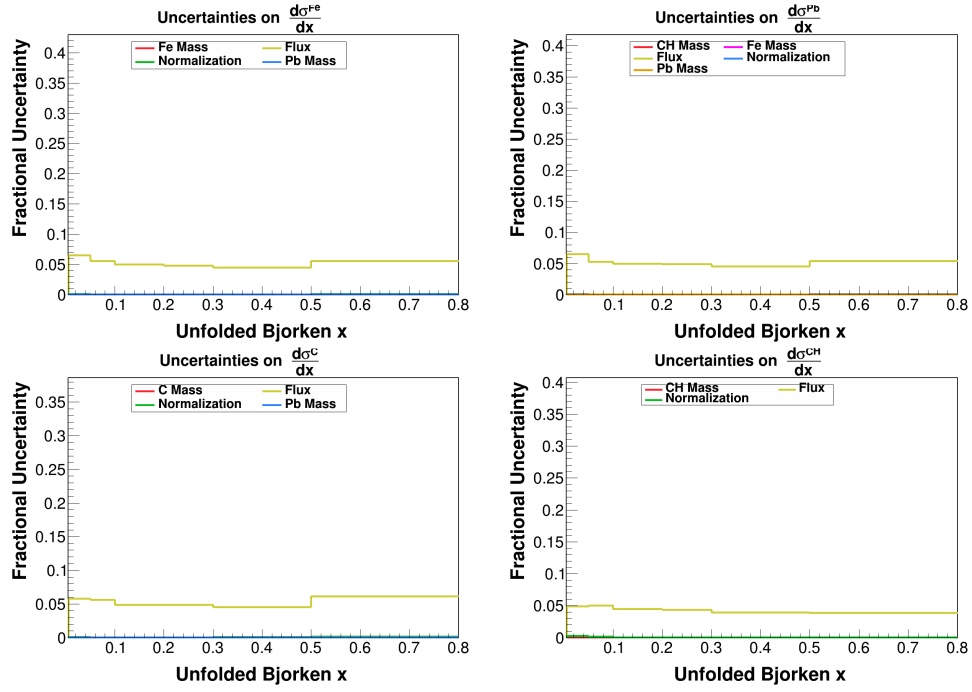 Uncertainties on dσ^Fe/dx
Fe Mass Flux
Normalization Pb Mass
Fractional Uncertainty
0.4
0.35
0.3
0.25
0.2
0.15
0.1
0.05
0
0.1 0.2 0.3 0.4 0.5 0.6 0.7 0.8
Unfolded Bjorken x
Uncertainties on dσ^Pb/dx
CH Mass Fe Mass
Flux Normalization
Pb Mass
Fractional Uncertainty
0.4
0.35
0.3
0.25
0.2
0.15
0.1
0.05
0
0.1 0.2 0.3 0.4 0.5 0.6 0.7 0.8
Unfolded Bjorken x
Uncertainties on dσ^C/dx
C Mass Flux
Normalization Pb Mass
Fractional Uncertainty
0.35
0.3
0.25
0.2
0.15
0.1
0.05
0
0.1 0.2 0.3 0.4 0.5 0.6 0.7 0.8
Unfolded Bjorken x
Uncertainties on dσ^CH/dx
CH Mass Flux
Normalization
Fractional Uncertainty
0.4
0.35
0.3
0.25
0.2
0.15
0.1
0.05
0
0.1 0.2 0.3 0.4 0.5 0.6 0.7 0.8
Unfolded Bjorken x